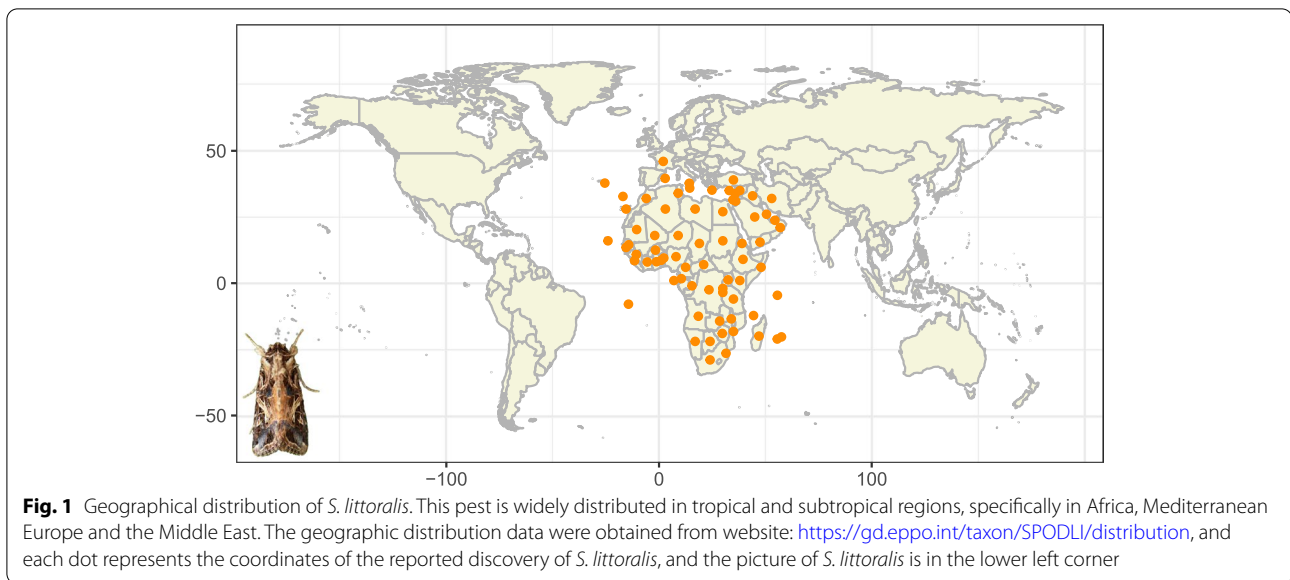 50
0
−50
−100
0
100
Fig. 1 Geographical distribution of S. littoralis. This pest is widely distributed in tropical and subtropical regions, specifically in Africa, Mediterranean
Europe and the Middle East. The geographic distribution data were obtained from website: https://gd.eppo.int/taxon/SPODLI/distribution, and
each dot represents the coordinates of the reported discovery of S. littoralis, and the picture of S. littoralis is in the lower left corner